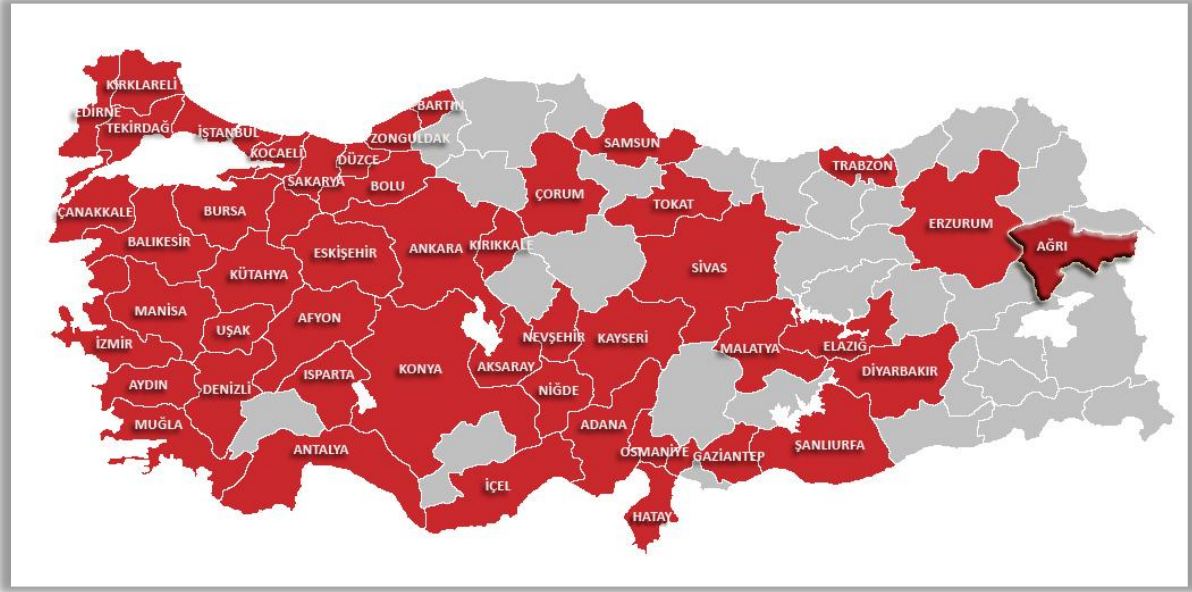 KIRKLARELİ
EDİRNE
TEKİRDAĞ
İSTANBUL
KOCAELİ
SAKARYA
DÜZCE
ZONGULDAK
BARTIN
BOLU
ÇANAKKALE
BURSA
BALIKESİR
ESKİŞEHİR
ANKARA
KIRIKKALE
ÇORUM
SAMSUN
TOKAT
TRABZON
ERZURUM
AĞRI
KÜTAHYA
SİVAS
MANİSA
UŞAK
AFYON
İZMİR
NEVŞEHİR
KAYSERİ
MALATYA
ELAZIĞ
DİYARBAKIR
AYDIN
DENİZLİ
ISPARTA
KONYA
AKSARAY
NİĞDE
MUĞLA
ANTALYA
ADANA
OSMANİYE
GAZİANTEP
ŞANLIURFA
İÇEL
HATAY